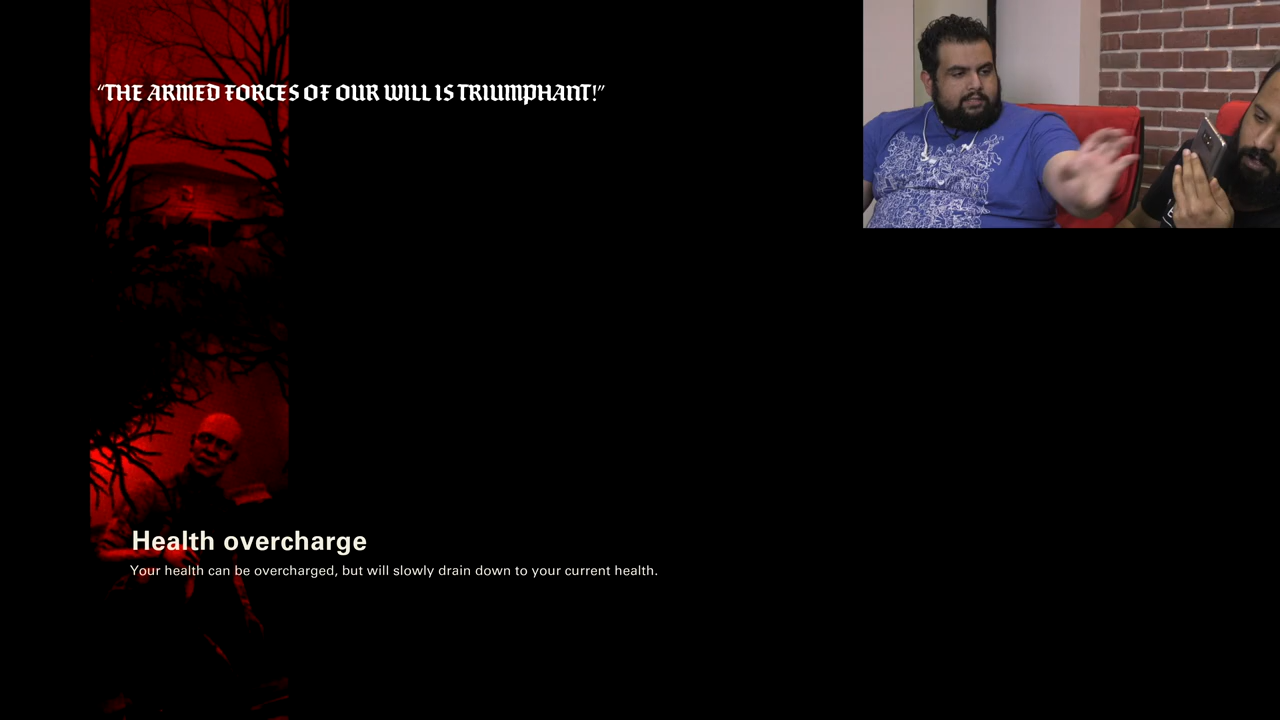 “THE ARMED FORCES OF OUR WILL IS TRIUMPHANT!”
Health overcharge
Your health can be overcharged, but will slowly drain down to your current health.